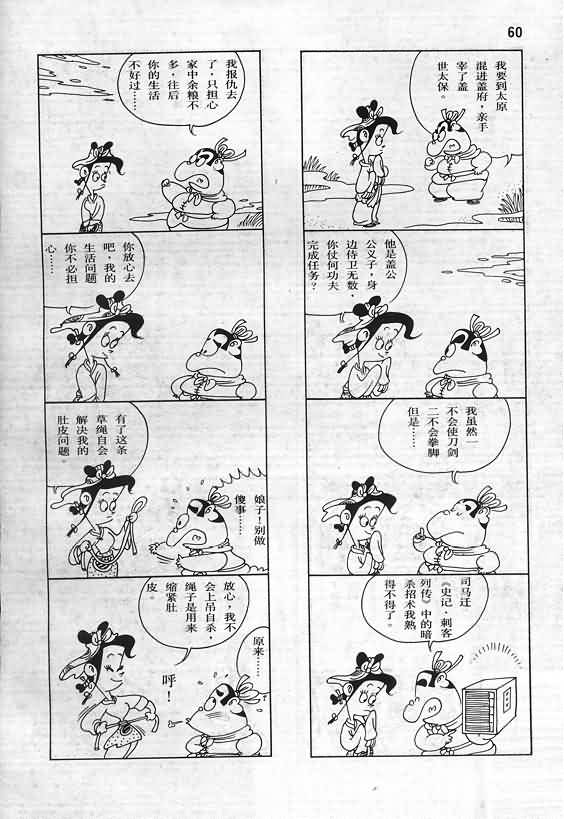 60
我要到太原
混进盖府，亲手
宰了盖
世太保。
他是盖公
公义子，身
边侍卫无数，
你仗何功夫
完成任务？
我虽然一
不会使刀剑
二不会拳脚
但是……
司马迁
《史记·刺客
列传》中的暗
杀招术我熟
得不得了。
我报仇去
了，只担心
家中余粮不
多，往后
你的生活
不好过……
你放心去
吧，我的
生活问题
你不必担
心……
有了这条
草绳自会
解决我的
肚皮问题。
娘子，别做
傻事……
放心，我不
会上吊自杀，
绳子是用来
缩紧肚
皮。
原来……
呼！